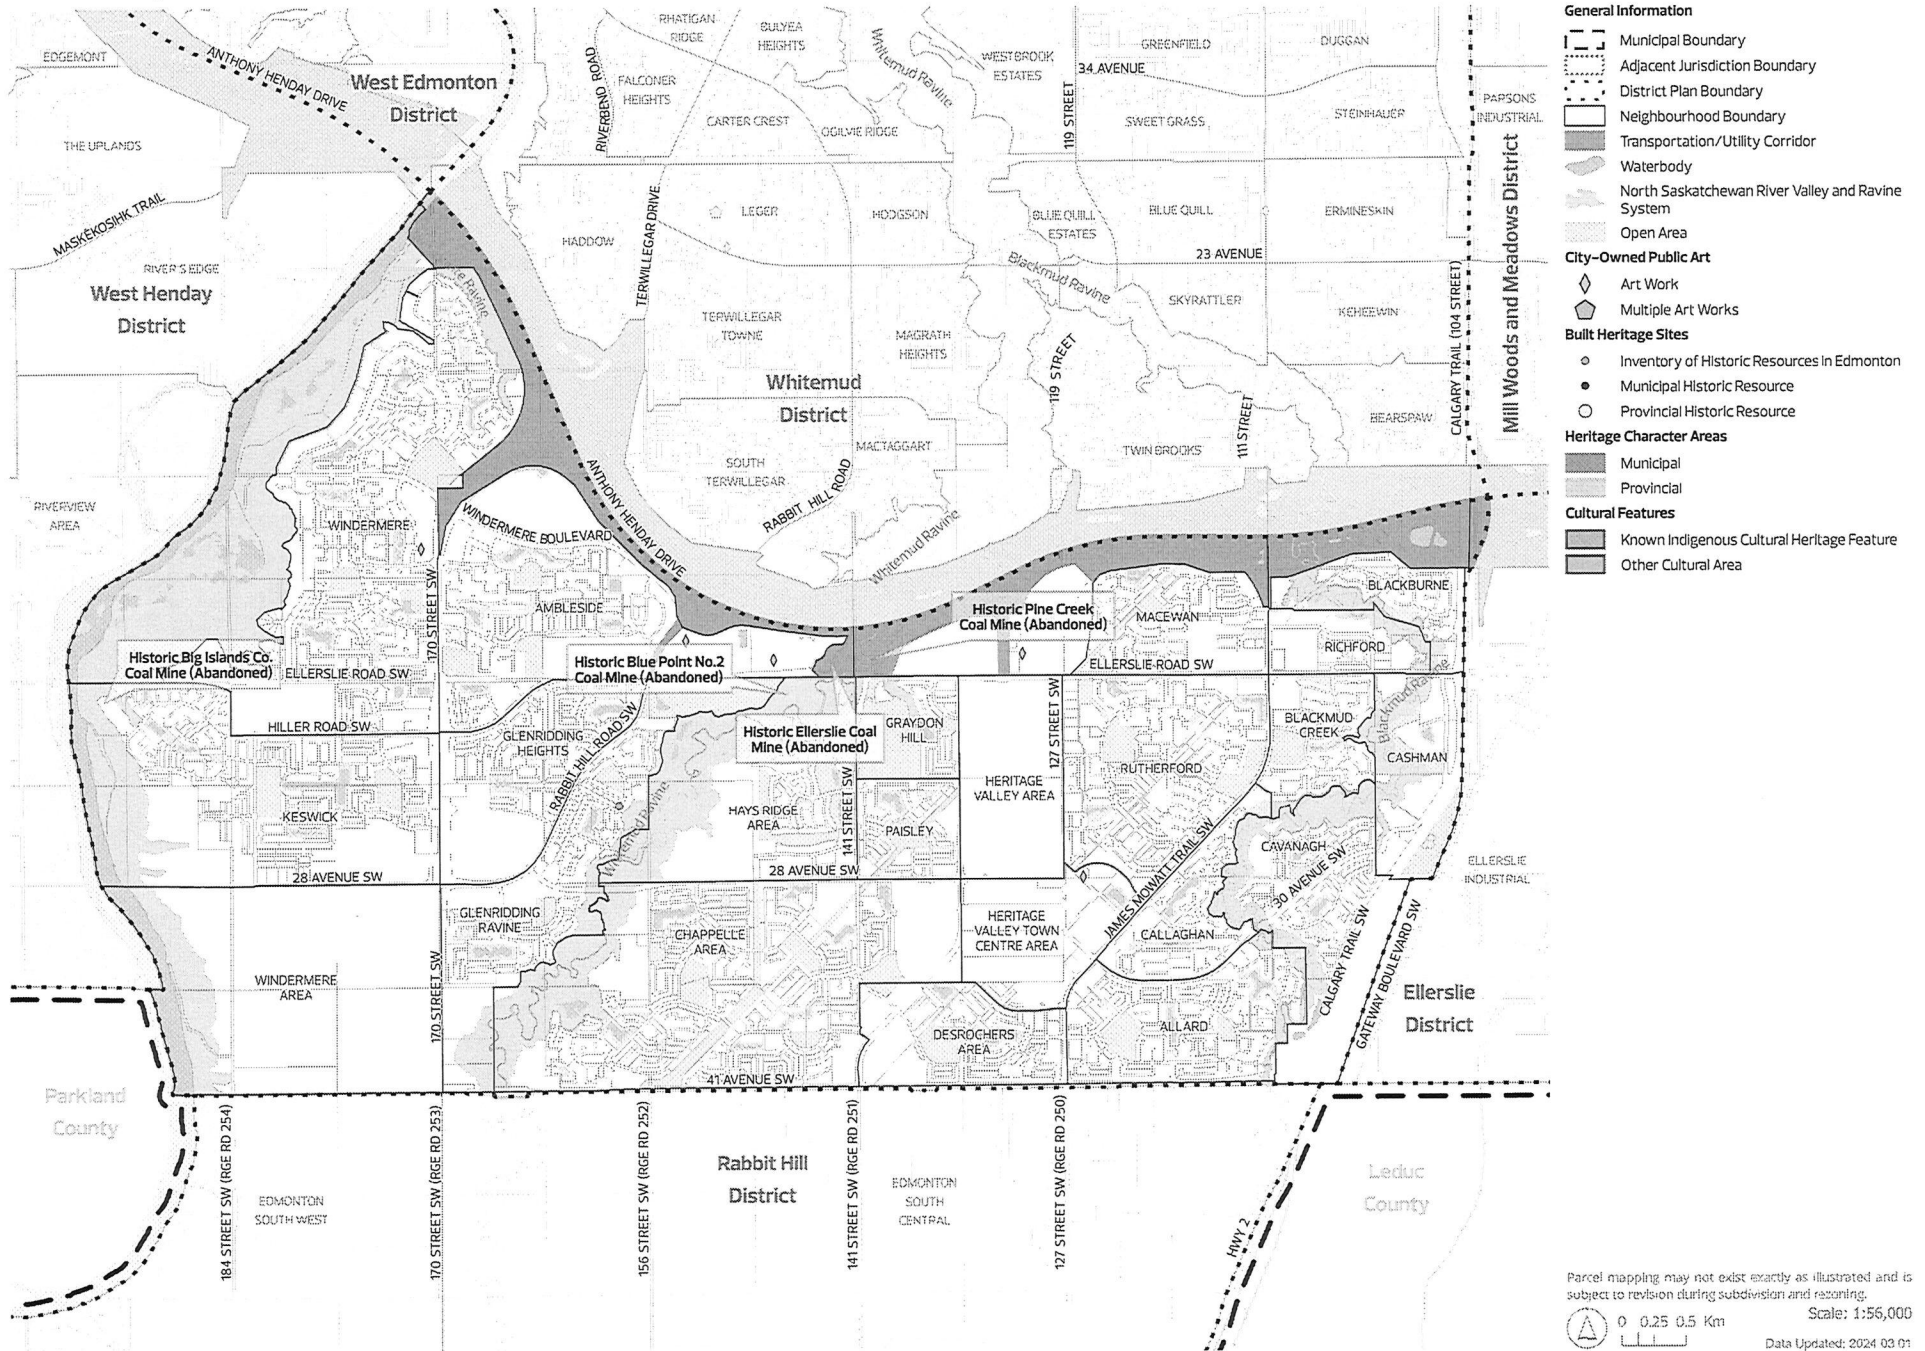 EDGEMONT
ANTHONY HENDAY DRIVE
West Edmonton
District
RHATIGAN
RIDGE
BULYEA
HEIGHTS
RIVERBEND ROAD
FALCONER
HEIGHTS
Whitemud Ravine
WESTBROOK
ESTATES
GREENFIELD
DUGGAN
34 AVENUE
119 STREET
CARTER CREST
OGILVIE RIDGE
SWEET GRASS
STEINHAUER
PARSONS
INDUSTRIAL
THE UPLANDS
MASKÊKOSIHK TRAIL
RIVER'S EDGE
West Henday
District
HADDOW
TERWILLEGAR DRIVE
LEGER
HODGSON
BLUE QUILL
ESTATES
BLUE QUILL
ERMINESKIN
23 AVENUE
Blackmud Ravine
SKYRATTLER
KEHEEWIN
CALGARY TRAIL (104 STREET)
Mill Woods and Meadows District
TERWILLEGAR
TOWNE
MAGRATH
HEIGHTS
Whitemud
District
119 STREET
111 STREET
BEARSPAW
MACTAGGART
SOUTH
TERWILLEGAR
RABBIT HILL ROAD
TWIN BROOKS
RIVERVIEW
AREA
WINDERMERE
WINDERMERE BOULEVARD
ANTHONY HENDAY DRIVE
Whitemud Ravine
170 STREET SW
AMBLESIDE
Historic Pine Creek
Coal Mine (Abandoned)
MACEWAN
BLACKBURNE
RICHFORD
Historic Big Islands Co.
Coal Mine (Abandoned)
ELLERSLIE ROAD SW
Historic Blue Point No.2
Coal Mine (Abandoned)
ELLERSLIE ROAD SW
Blackmud Ravine
HILLER ROAD SW
GLENRIDDING
HEIGHTS
RABBIT HILL ROAD SW
Historic Ellerslie Coal
Mine (Abandoned)
GRAYDON
HILL
127 STREET SW
BLACKMUD
CREEK
CASHMAN
RUTHERFORD
HERITAGE
VALLEY AREA
KESWICK
Whitemud Ravine
HAYS RIDGE
AREA
141 STREET SW
PAISLEY
28 AVENUE SW
28 AVENUE SW
JAMES MOWATT TRAIL SW
CAVANAGH
30 AVENUE SW
ELLERSLIE
INDUSTRIAL
GLENRIDDING
RAVINE
CHAPPELLE
AREA
HERITAGE
VALLEY TOWN
CENTRE AREA
CALLAGHAN
CALGARY TRAIL SW
GATEWAY BOULEVARD SW
WINDERMERE
AREA
170 STREET SW
DESROCHERS
AREA
ALLARD
Ellerslie
District
41 AVENUE SW
Parkland
County
184 STREET SW (RGE RD 254)
170 STREET SW (RGE RD 253)
156 STREET SW (RGE RD 252)
141 STREET SW (RGE RD 251)
127 STREET SW (RGE RD 250)
Rabbit Hill
District
EDMONTON
SOUTH WEST
EDMONTON
SOUTH
CENTRAL
HWY 2
Leduc
County
General Information
Municipal Boundary
Adjacent Jurisdiction Boundary
District Plan Boundary
Neighbourhood Boundary
Transportation/Utility Corridor
Waterbody
North Saskatchewan River Valley and Ravine
System
Open Area
City-Owned Public Art
Art Work
Multiple Art Works
Built Heritage Sites
Inventory of Historic Resources in Edmonton
Municipal Historic Resource
Provincial Historic Resource
Heritage Character Areas
Municipal
Provincial
Cultural Features
Known Indigenous Cultural Heritage Feature
Other Cultural Area
Parcel mapping may not exist exactly as illustrated and is
subject to revision during subdivision and rezoning.
Scale: 1:56,000
0 0.25 0.5 Km
Data Updated: 2024 03 01